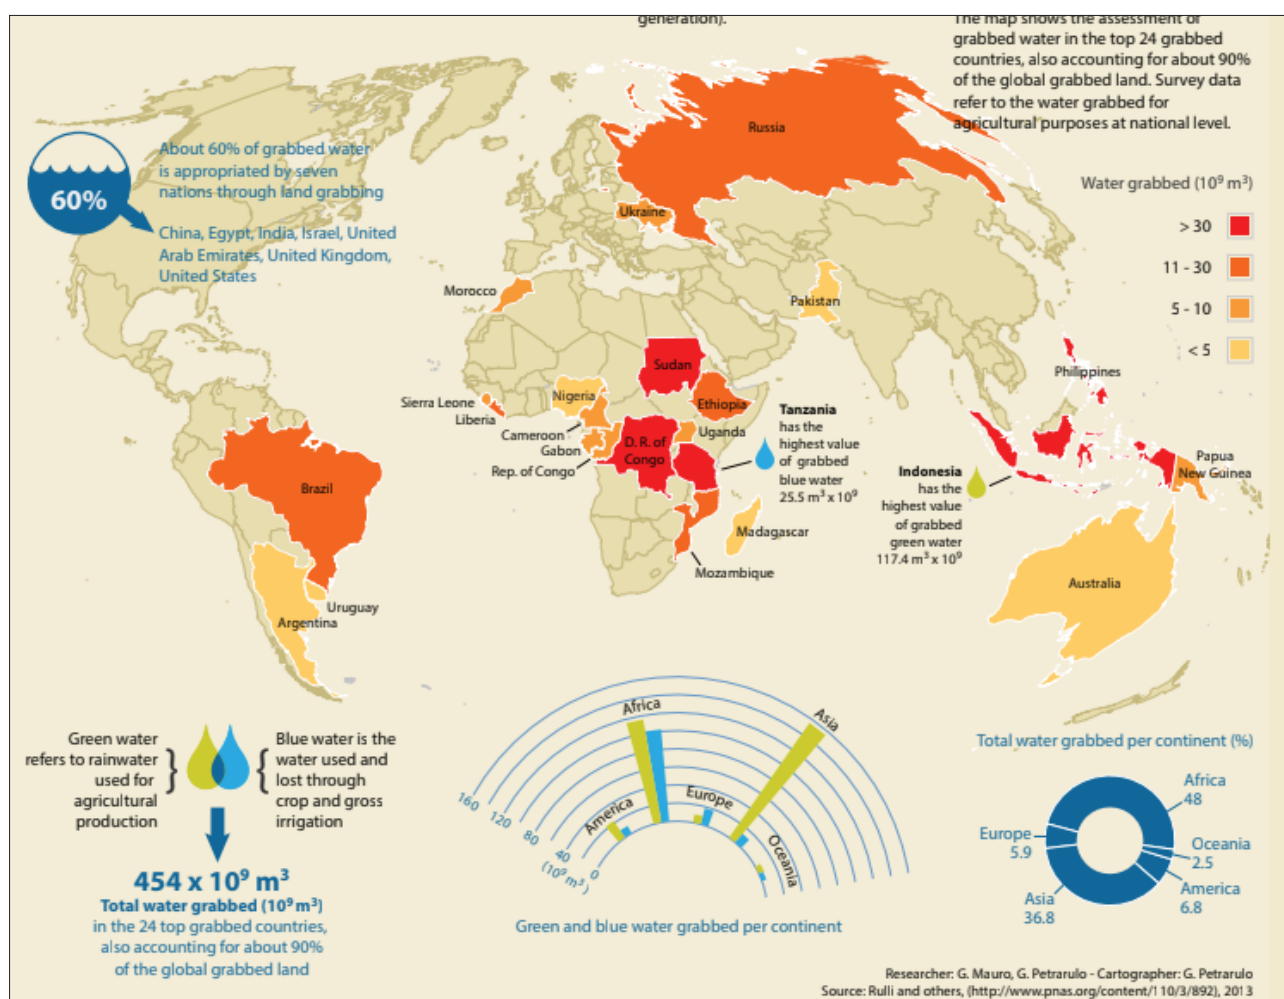 generation).
The map shows the assessment of
grabbed water in the top 24 grabbed
countries, also accounting for about 90%
of the global grabbed land. Survey data
refer to the water grabbed for
agricultural purposes at national level.
60%
About 60% of grabbed water
is appropriated by seven
nations through land grabbing
China, Egypt, India, Israel, United
Arab Emirates, United Kingdom,
United States
Water grabbed (10⁹ m³)
> 30
11 - 30
5 - 10
< 5
Russia
Ukraine
Morocco
Pakistan
Sudan
Philippines
Nigeria
Ethiopia
Sierra Leone
Liberia
Cameroon
Gabon
Rep. of Congo
D. R. of
Congo
Uganda
Tanzania
has the
highest value
of grabbed
blue water
25.5 m³ x 10⁹
Indonesia
has the
highest value
of grabbed
green water
117.4 m³ x 10⁹
Papua
New Guinea
Brazil
Madagascar
Mozambique
Australia
Uruguay
Argentina
Green water
refers to rainwater
used for
agricultural
production
Blue water is the
water used and
lost through
crop and gross
irrigation
454 x 10⁹ m³
Total water grabbed (10⁹ m³)
in the 24 top grabbed countries,
also accounting for about 90%
of the global grabbed land
Africa
Asia
America
Europe
Oceania
160
120
80
40
0
(10⁹ m³)
Green and blue water grabbed per continent
Total water grabbed per continent (%)
Africa
48
Europe
5.9
Oceania
2.5
America
6.8
Asia
36.8
Researcher: G. Mauro, G. Petrarulo - Cartographer: G. Petrarulo
Source: Rulli and others, (http://www.pnas.org/content/110/3/892), 2013